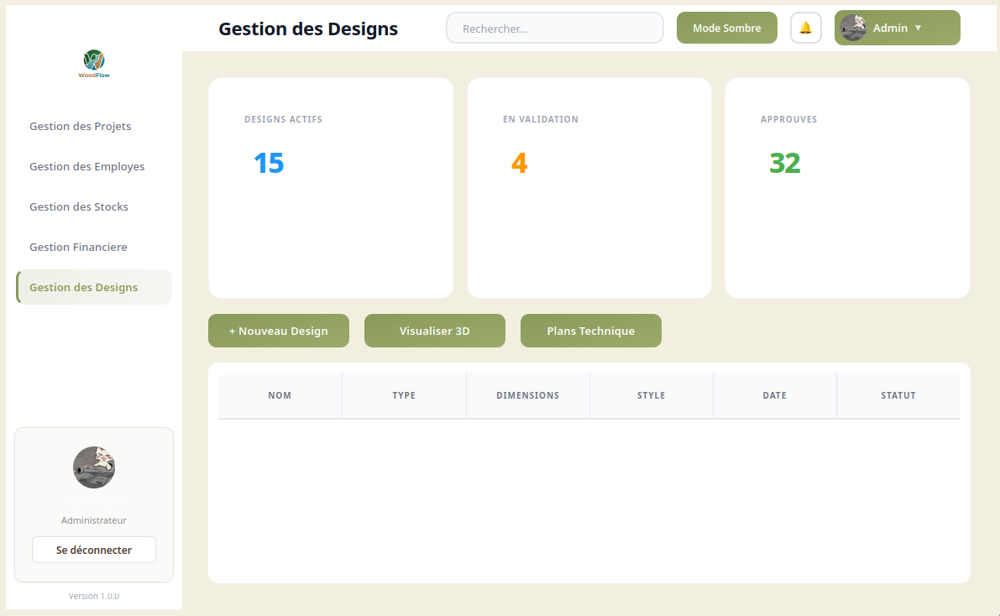 Gestion des Designs
Rechercher...
Mode Sombre
Admin ▼
WoodFlow
Gestion des Projets
Gestion des Employes
Gestion des Stocks
Gestion Financiere
Gestion des Designs
Administrateur
Se déconnecter
Version 1.0.0
DESIGNS ACTIFS
15
EN VALIDATION
4
APPROUVES
32
+ Nouveau Design
Visualiser 3D
Plans Technique
NOM TYPE DIMENSIONS STYLE DATE STATUT